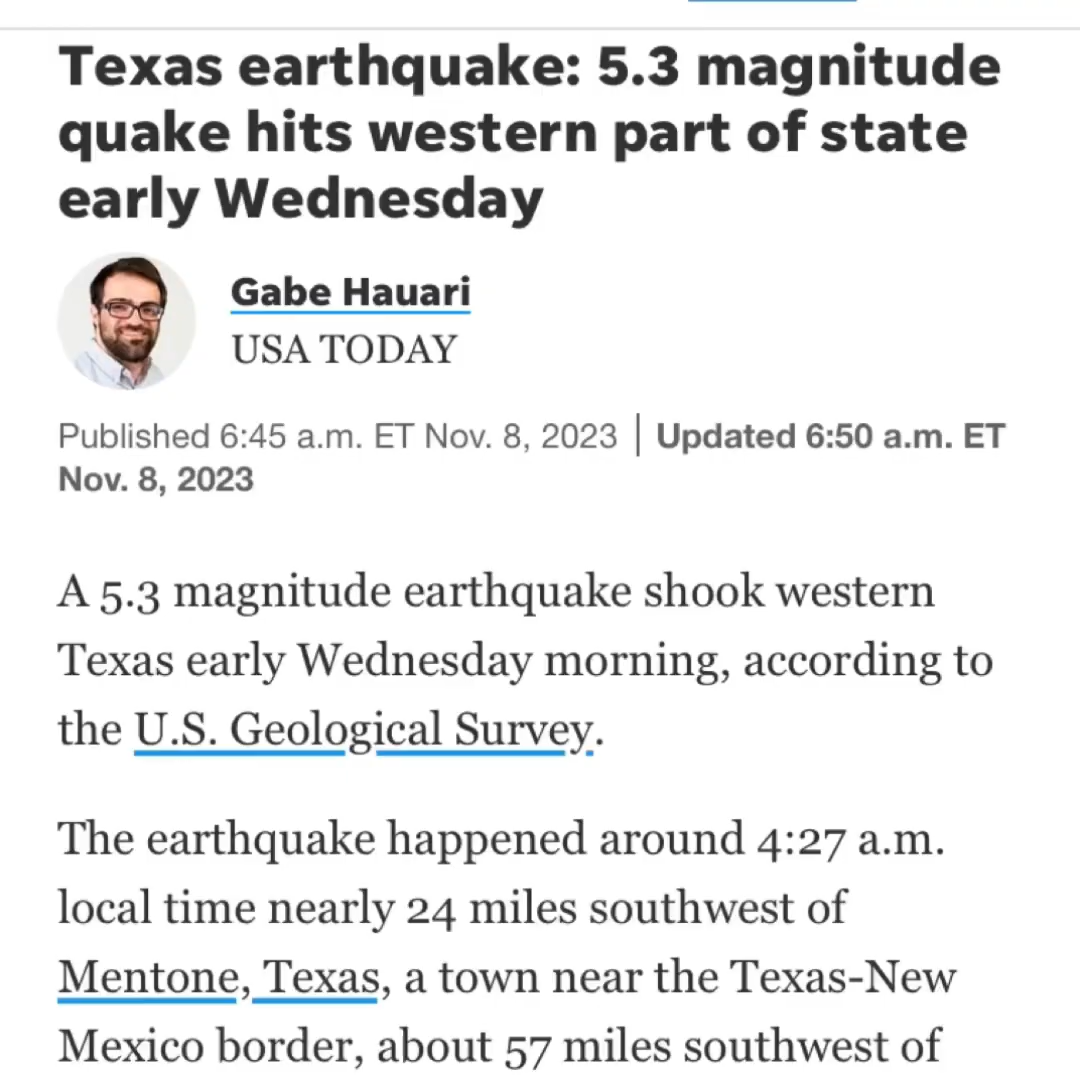 Texas earthquake: 5.3 magnitude
quake hits western part of state
early Wednesday
Gabe Hauari
USA TODAY
Published 6:45 a.m. ET Nov. 8, 2023 | Updated 6:50 a.m. ET
Nov. 8, 2023
A 5.3 magnitude earthquake shook western
Texas early Wednesday morning, according to
the U.S. Geological Survey.
The earthquake happened around 4:27 a.m.
local time nearly 24 miles southwest of
Mentone, Texas, a town near the Texas-New
Mexico border, about 57 miles southwest of